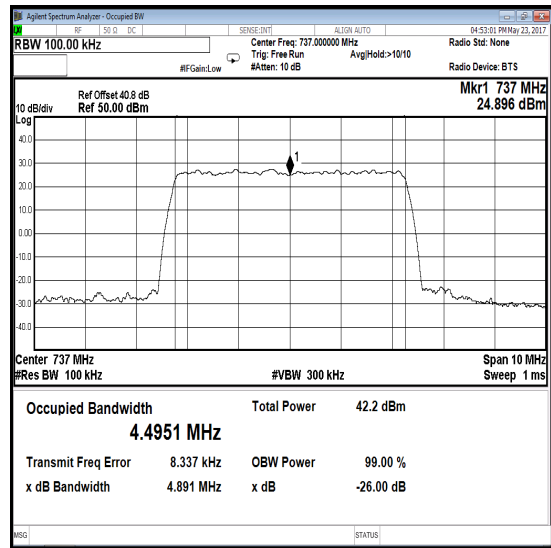 Agilent Spectrum Analyzer - Occupied BW
LXI RF 50 Ω DC SENSE:INT ALIGN AUTO 04:53:01 PM May 23, 2017
RBW 100.00 kHz Center Freq: 737.000000 MHz Radio Std: None
Trig: Free Run Avg|Hold:>10/10
#IFGain:Low #Atten: 10 dB Radio Device: BTS
Mkr1 737 MHz
24.896 dBm
Ref Offset 40.8 dB
10 dB/div Ref 50.00 dBm
Log
40.0
30.0
20.0
10.0
0.00
-10.0
-20.0
-30.0
-40.0
1
Center 737 MHz Span 10 MHz
#Res BW 100 kHz #VBW 300 kHz Sweep 1 ms
Occupied Bandwidth Total Power 42.2 dBm
4.4951 MHz
Transmit Freq Error 8.337 kHz OBW Power 99.00 %
x dB Bandwidth 4.891 MHz x dB -26.00 dB
MSG STATUS